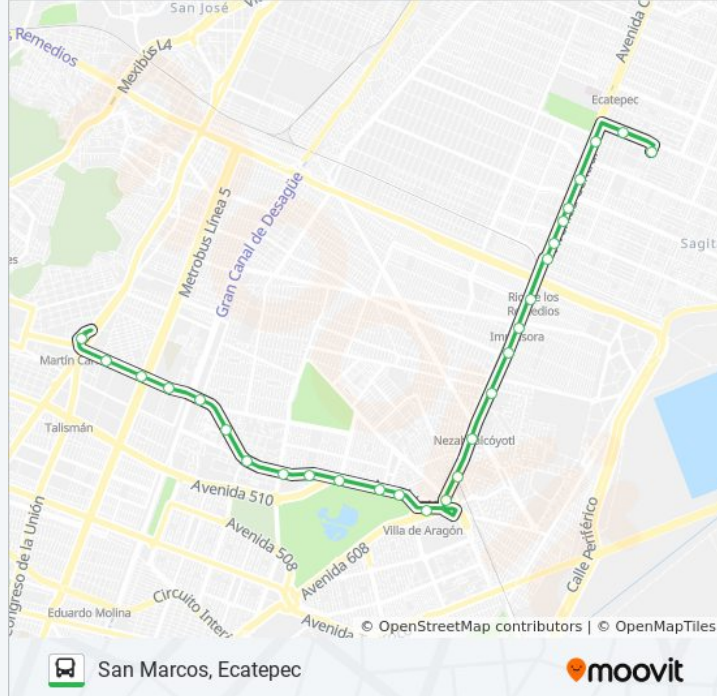 San José
Remedios
Mexibús L4
Avenida C
Ecatepec
Metrobus Línea 5
Gran Canal de Desagüe
Sagit
Río de los
Remedios
Impulsora
Martín Car
Talismán
Nezahualcóyotl
Avenida 510
Villa de Aragón
Avenida 508
Avenida 608
Calle Periférico
Congreso de la Unión
Eduardo Molina
Circuito Inter
Avenida
© OpenStreetMap contributors | © OpenMapTiles
San Marcos, Ecatepec
moovit